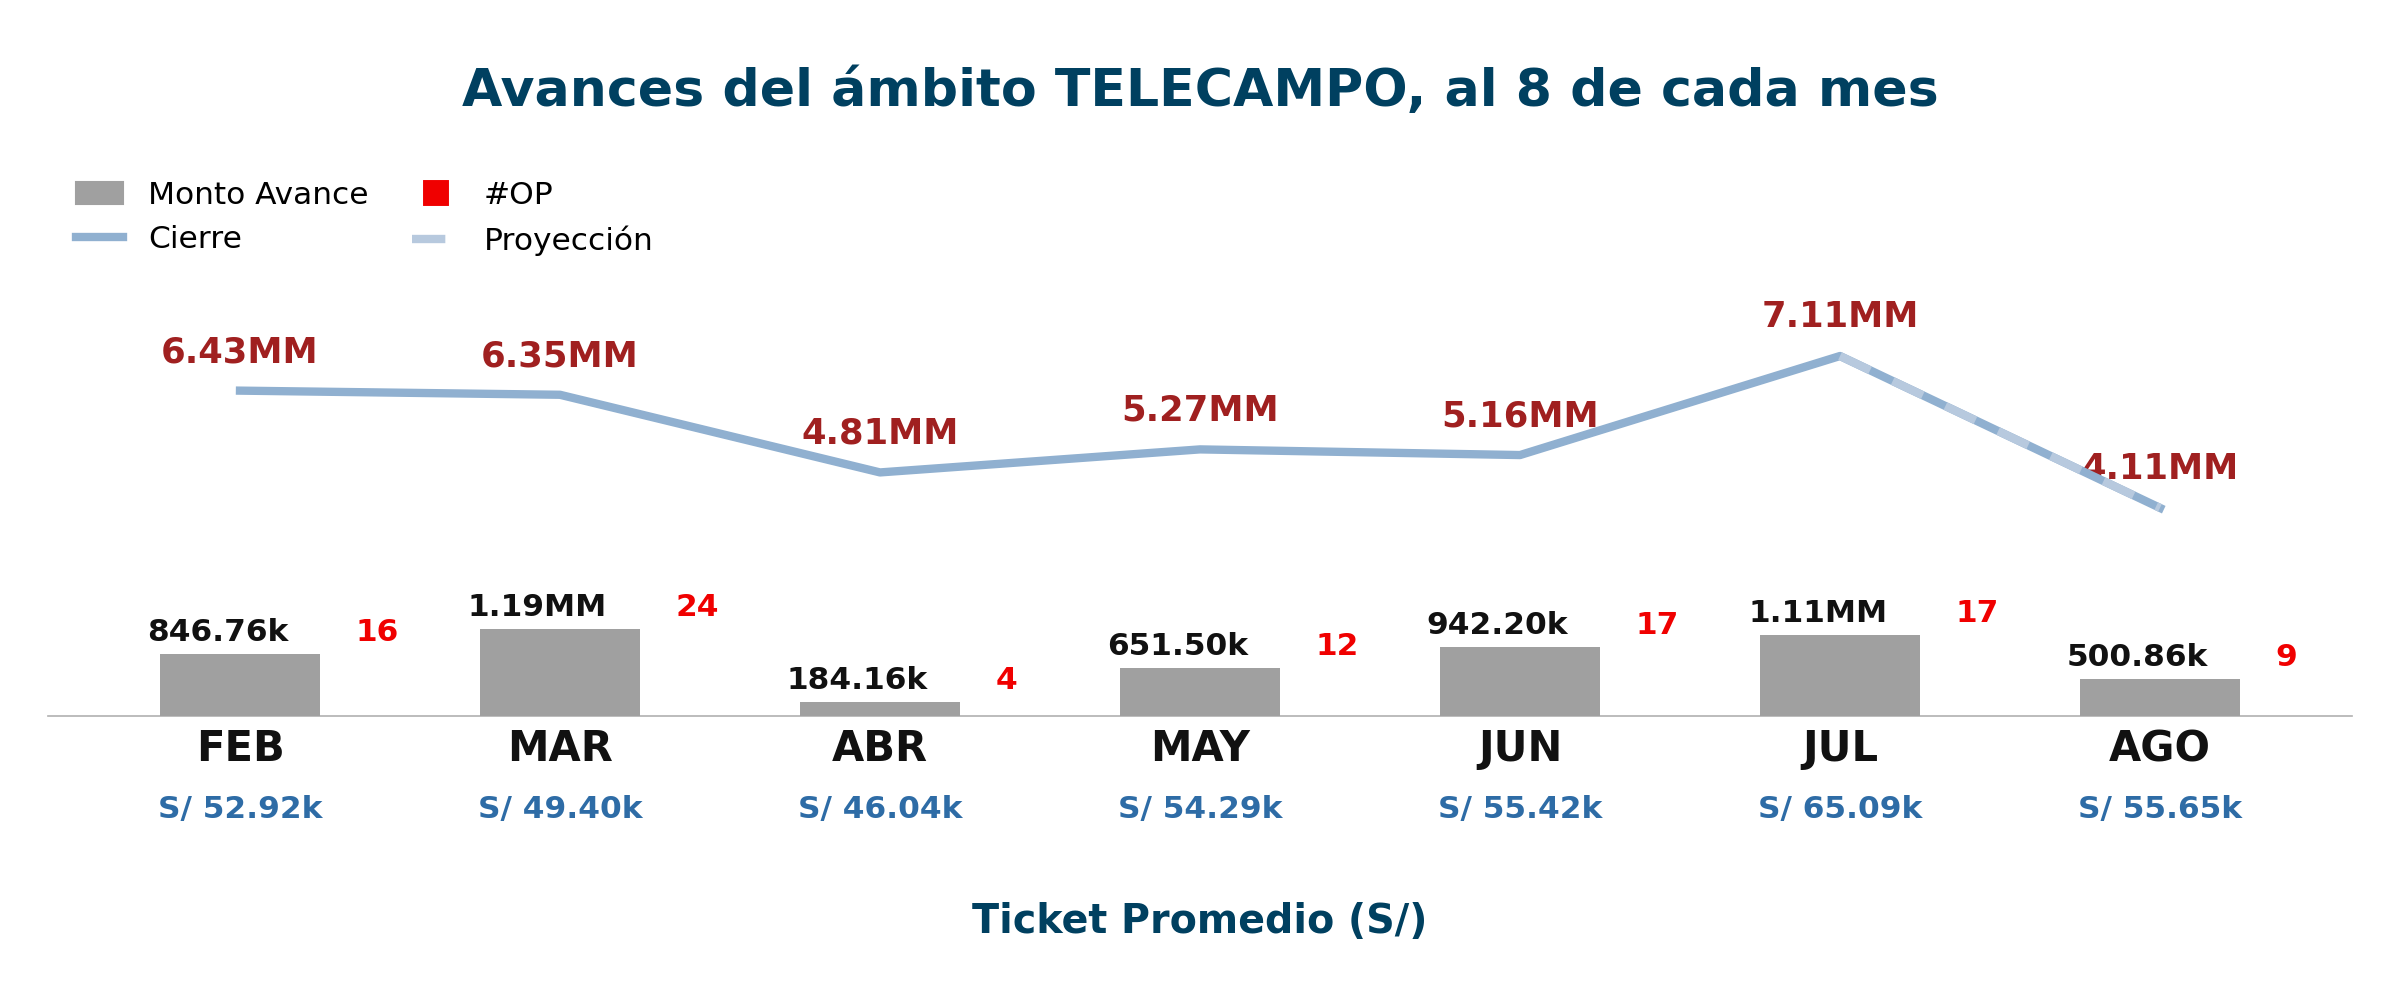 Avances del ámbito TELECAMPO, al 8 de cada mes
Monto Avance #OP
Cierre Proyección
6.43MM 6.35MM 4.81MM 5.27MM 5.16MM 7.11MM 4.11MM
846.76k 16 1.19MM 24 184.16k 4 651.50k 12 942.20k 17 1.11MM 17 500.86k 9
FEB MAR ABR MAY JUN JUL AGO
S/ 52.92k S/ 49.40k S/ 46.04k S/ 54.29k S/ 55.42k S/ 65.09k S/ 55.65k
Ticket Promedio (S/)